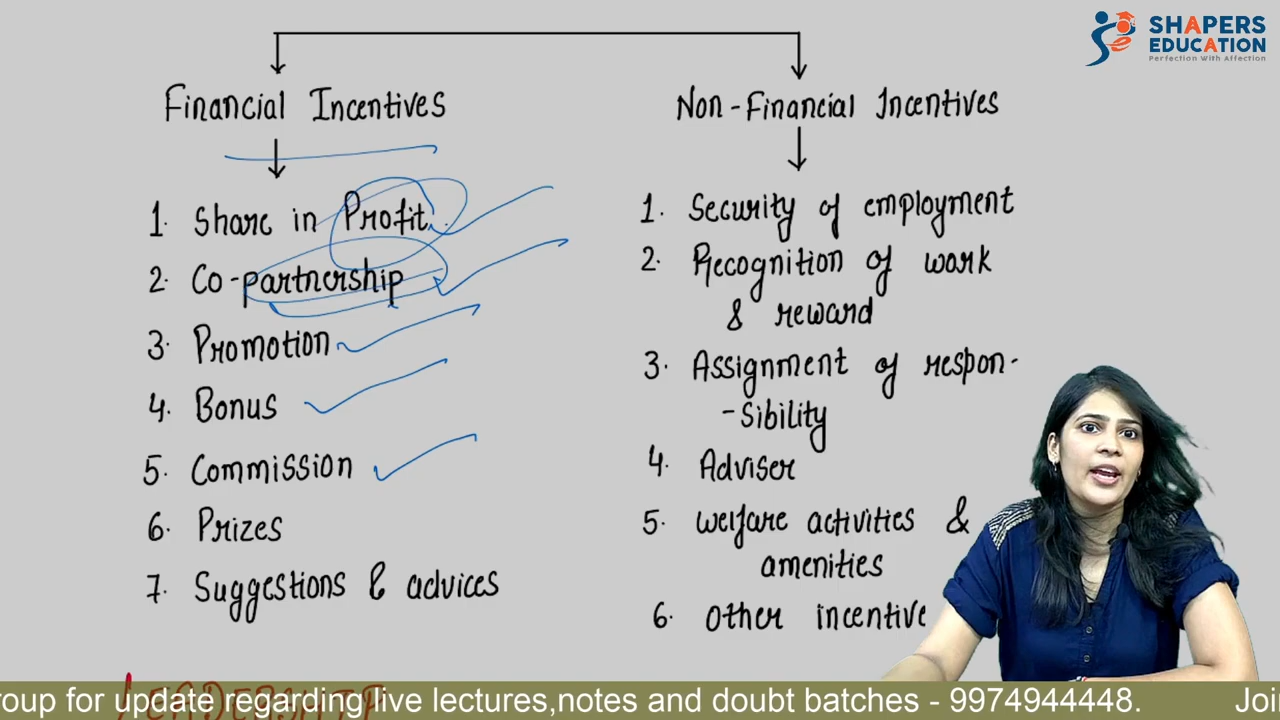 SHAPERS
EDUCATION
Perfection With Affection
Financial Incentives
1. Share in Profit.
2. Co-partnership
3. Promotion
4. Bonus
5. Commission
6. Prizes
7. Suggestions & advices
Non-Financial Incentives
1. Security of employment
2. Recognition of work
& reward
3. Assignment of respon-
-sibility
4. Adviser
5. welfare activities &
amenities
6. Other incentive
LEADERSHIP
roup for update regarding live lectures,notes and doubt batches - 9974944448. Joi